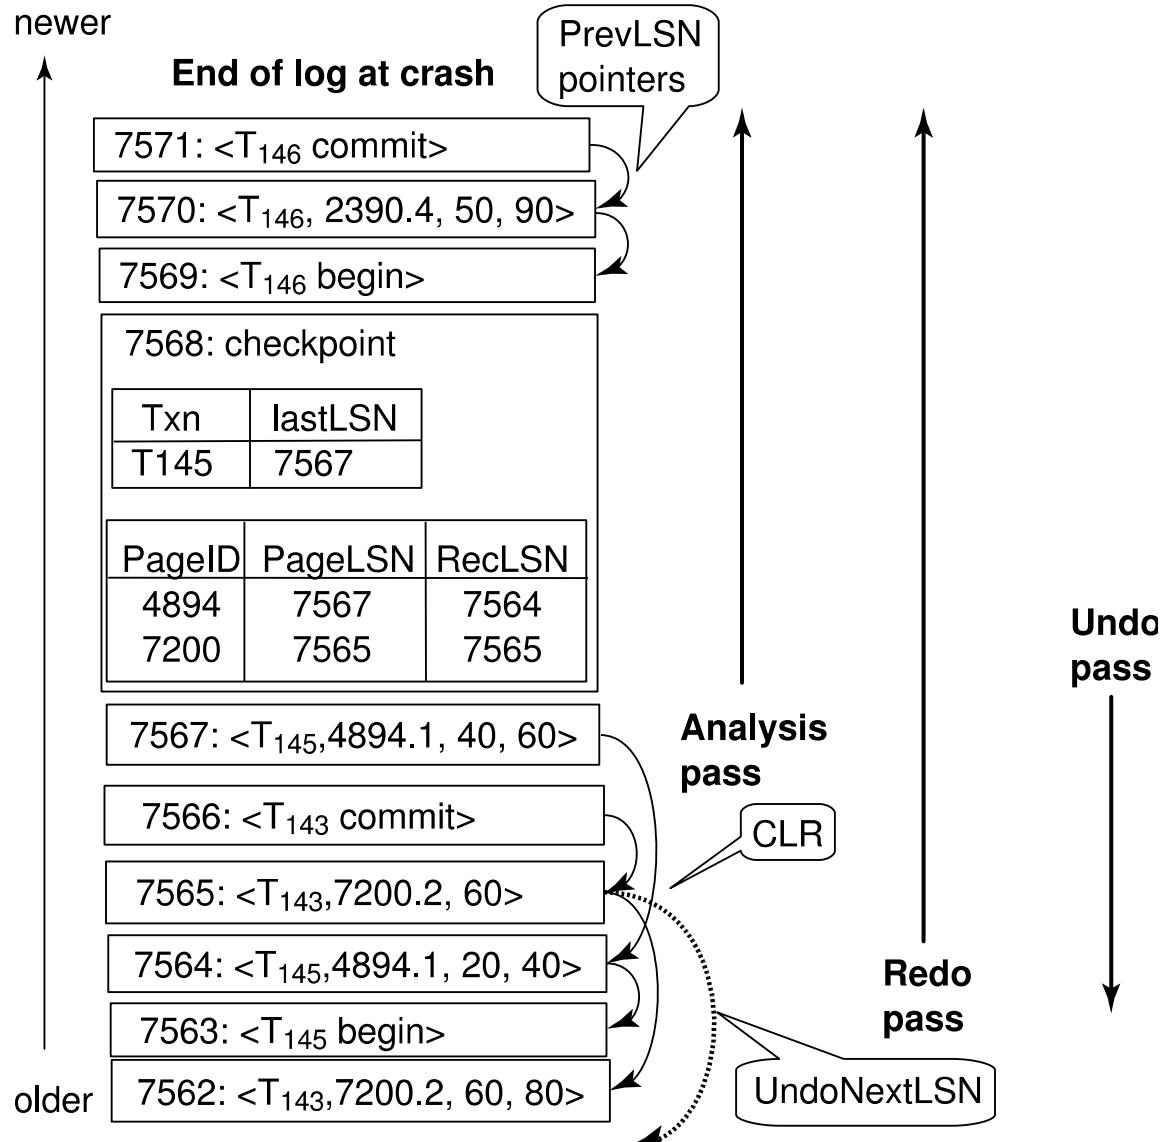 newer
End of log at crash
PrevLSN
pointers
7571: <T146 commit>
7570: <T146, 2390.4, 50, 90>
7569: <T146 begin>
7568: checkpoint
Txn lastLSN
T145 7567
PageID PageLSN RecLSN
4894 7567 7564
7200 7565 7565
7567: <T145,4894.1, 40, 60>
7566: <T143 commit>
7565: <T143,7200.2, 60>
7564: <T145,4894.1, 20, 40>
7563: <T145 begin>
7562: <T143,7200.2, 60, 80>
older
Analysis
pass
CLR
Redo
pass
UndoNextLSN
Undo
pass